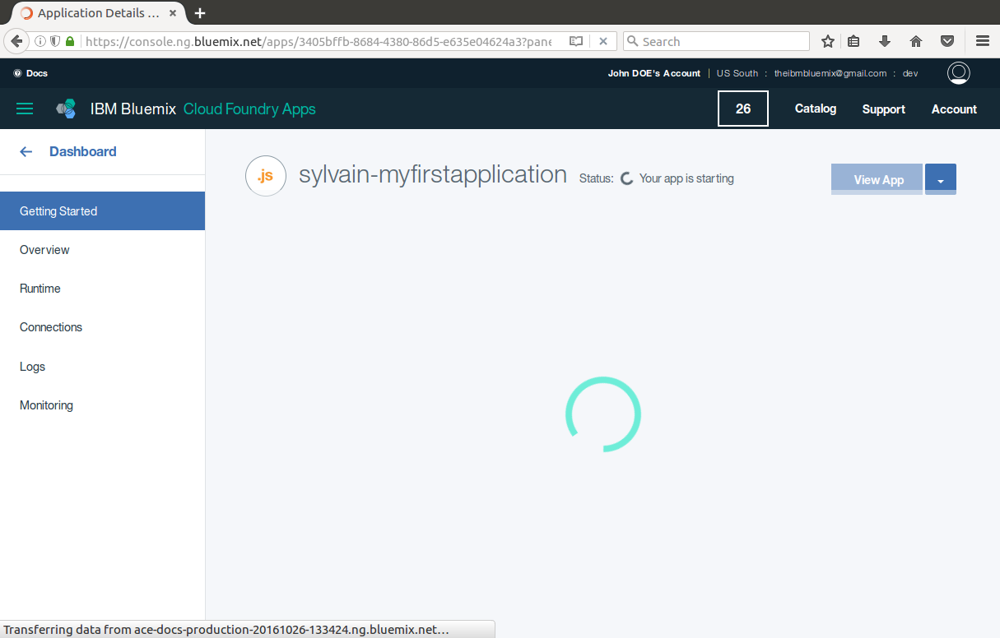 Application Details ...
https://console.ng.bluemix.net/apps/3405bffb-8684-4380-86d5-e635e04624a3?pane
Search
Docs
John DOE's Account | US South : theibmbluemix@gmail.com : dev
IBM Bluemix Cloud Foundry Apps
26
Catalog
Support
Account
Dashboard
.js
sylvain-myfirstapplication
Status: Your app is starting
View App
Getting Started
Overview
Runtime
Connections
Logs
Monitoring
Transferring data from ace-docs-production-20161026-133424.ng.bluemix.net...